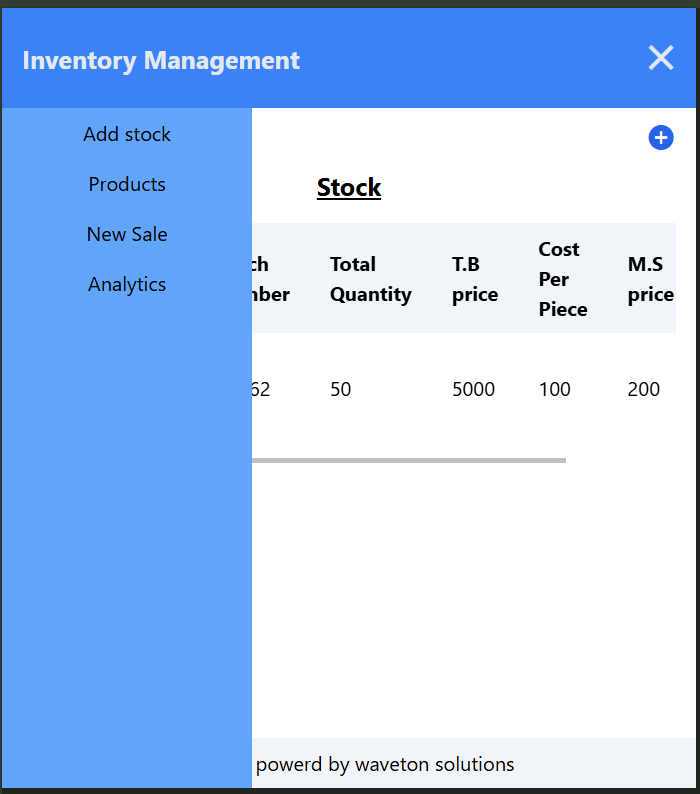 Inventory Management
Add stock
Products
New Sale
Analytics
Stock
ch
nber
Total
Quantity
T.B
price
Cost
Per
Piece
M.S
price
62
50
5000
100
200
powerd by waveton solutions